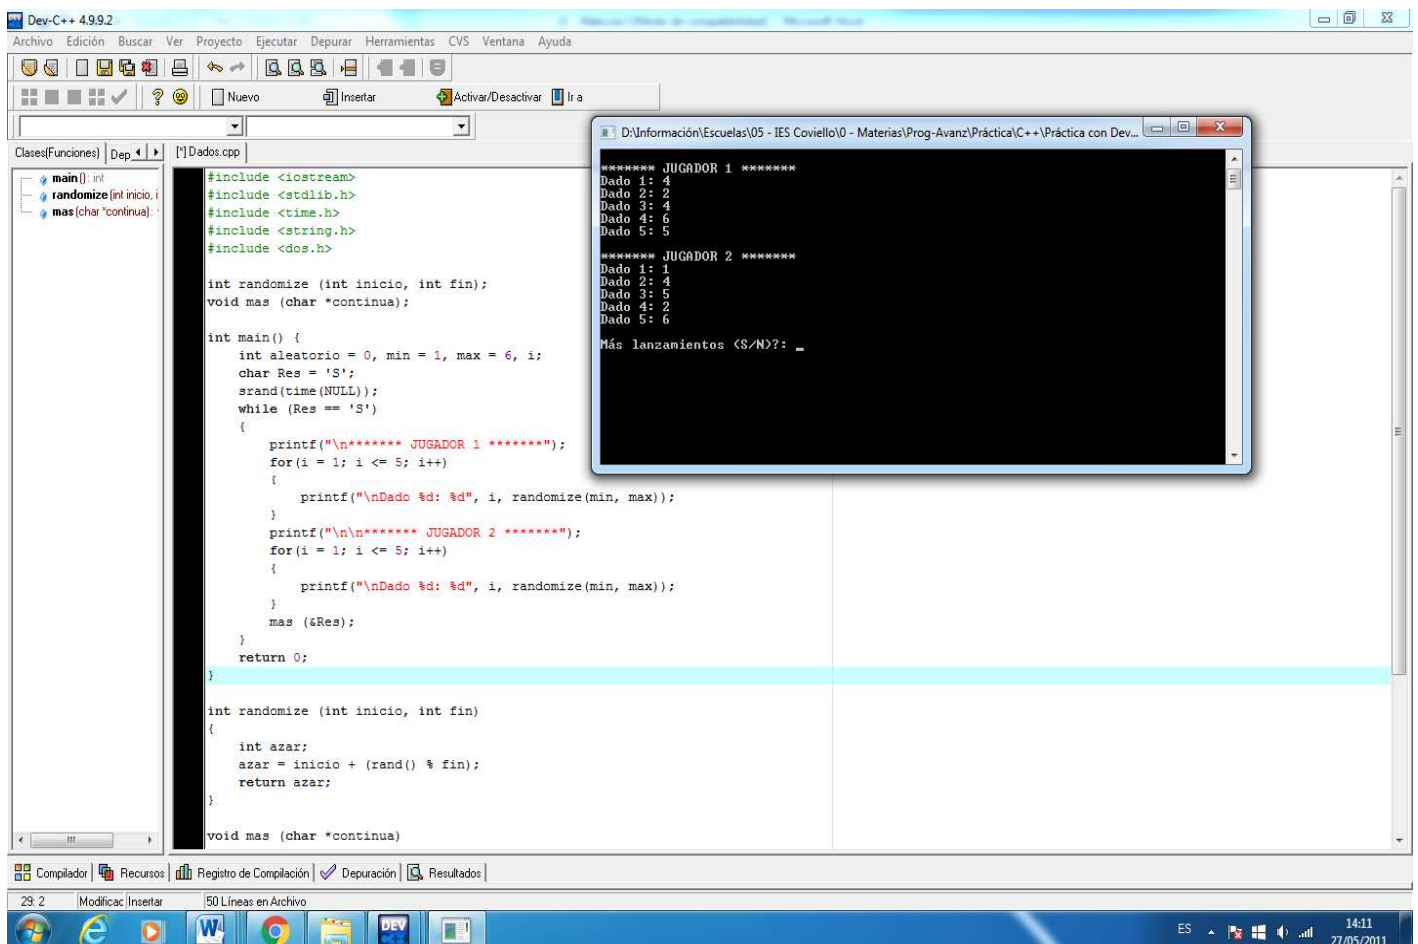 Dev-C++ 4.9.9.2
Archivo Edición Buscar Ver Proyecto Ejecutar Depurar Herramientas CVS Ventana Ayuda
Nuevo Insertar Activar/Desactivar Ir a
Clases(Funciones) Dep
[*] Dados.cpp
main(): int
randomize (int inicio, i
mas (char *continua):
#include <iostream>
#include <stdlib.h>
#include <time.h>
#include <string.h>
#include <dos.h>
int randomize (int inicio, int fin);
void mas (char *continua);
int main() {
int aleatorio = 0, min = 1, max = 6, i;
char Res = 'S';
srand(time(NULL));
while (Res == 'S')
{
printf("\n******* JUGADOR 1 *******");
for(i = 1; i <= 5; i++)
{
printf("\nDado %d: %d", i, randomize(min, max));
}
printf("\n\n******* JUGADOR 2 *******");
for(i = 1; i <= 5; i++)
{
printf("\nDado %d: %d", i, randomize(min, max));
}
mas (&Res);
}
return 0;
}
int randomize (int inicio, int fin)
{
int azar;
azar = inicio + (rand() % fin);
return azar;
}
void mas (char *continua)
D:\Información\Escuelas\05 - IES Coviello\0 - Materias\Prog-Avanz\Práctica\C++\Práctica con Dev...
******* JUGADOR 1 *******
Dado 1: 4
Dado 2: 2
Dado 3: 4
Dado 4: 6
Dado 5: 5
******* JUGADOR 2 *******
Dado 1: 1
Dado 2: 4
Dado 3: 5
Dado 4: 2
Dado 5: 6
Más lanzamientos (S/N)?: _
Compilador Recursos Registro de Compilación Depuración Resultados
29: 2 Modificac Insertar 50 Líneas en Archivo
DEV
ES
14:11
27/05/2011